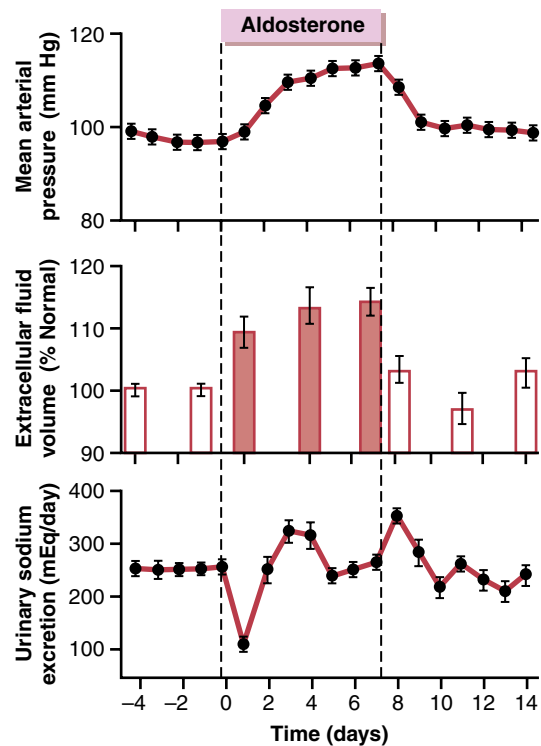 Aldosterone
Mean arterial
pressure (mm Hg)
120
100
80
Extracellular fluid
volume (% Normal)
120
110
100
90
Urinary sodium
excretion (mEq/day)
400
300
200
100
–4 –2 0 2 4 6 8 10 12 14
Time (days)